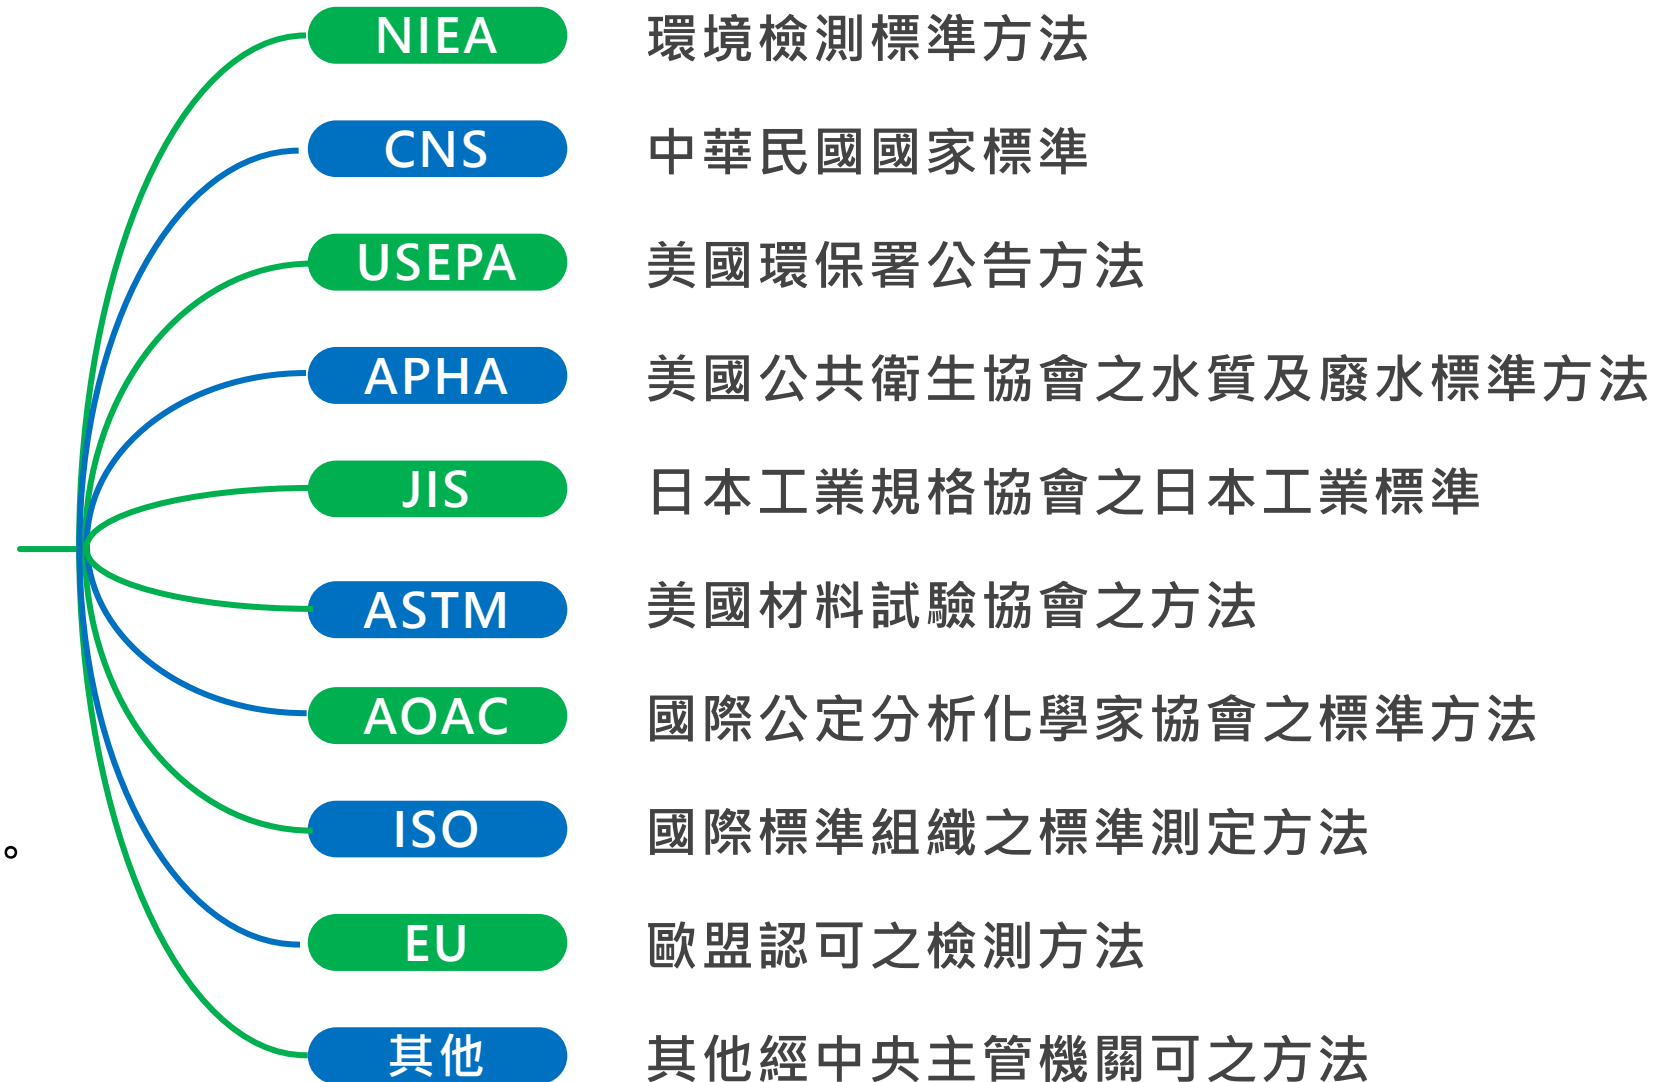 NIEA 環境檢測標準方法
CNS 中華民國國家標準
USEPA 美國環保署公告方法
APHA 美國公共衛生協會之水質及廢水標準方法
JIS 日本工業規格協會之日本工業標準
ASTM 美國材料試驗協會之方法
AOAC 國際公定分析化學家協會之標準方法
ISO 國際標準組織之標準測定方法
。
EU 歐盟認可之檢測方法
其他 其他經中央主管機關可之方法